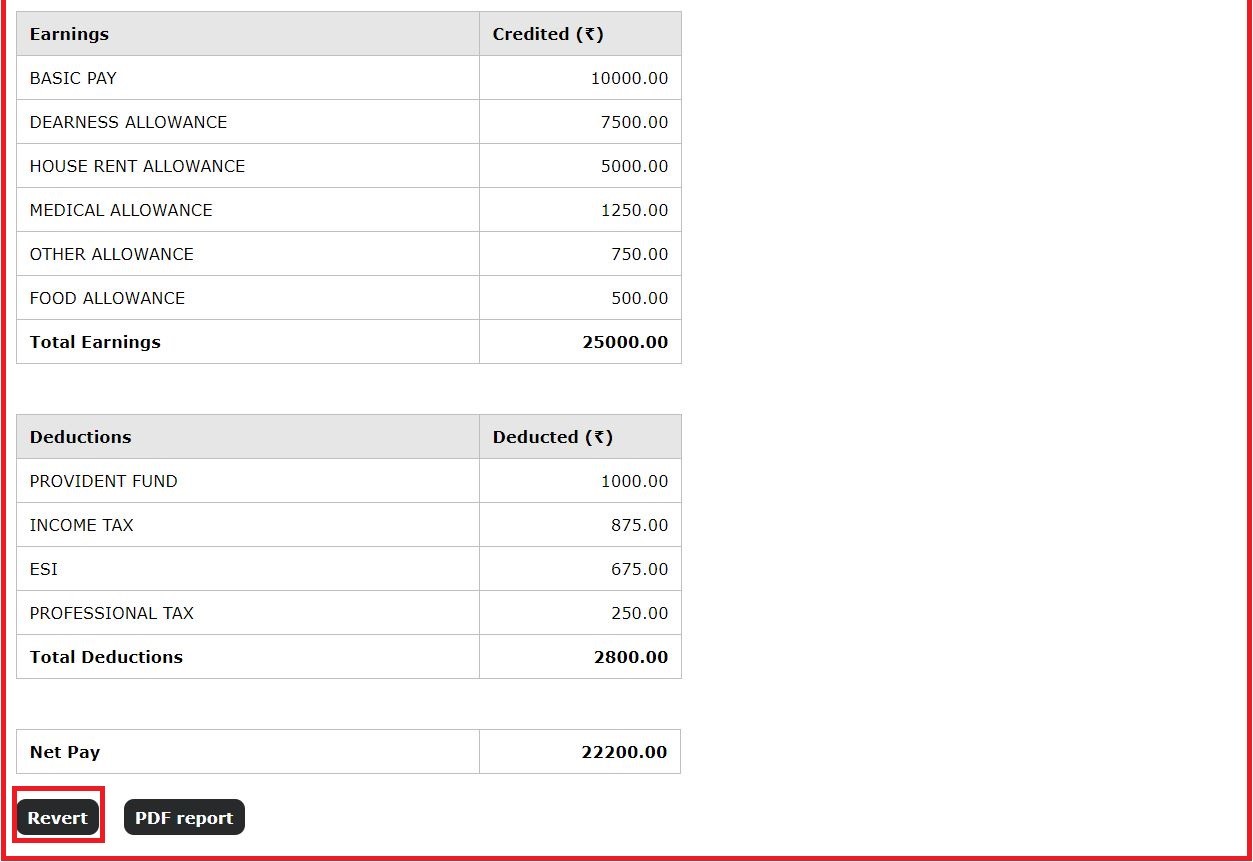 Earnings Credited (₹)
BASIC PAY 10000.00
DEARNESS ALLOWANCE 7500.00
HOUSE RENT ALLOWANCE 5000.00
MEDICAL ALLOWANCE 1250.00
OTHER ALLOWANCE 750.00
FOOD ALLOWANCE 500.00
Total Earnings 25000.00
Deductions Deducted (₹)
PROVIDENT FUND 1000.00
INCOME TAX 875.00
ESI 675.00
PROFESSIONAL TAX 250.00
Total Deductions 2800.00
Net Pay 22200.00
Revert PDF report